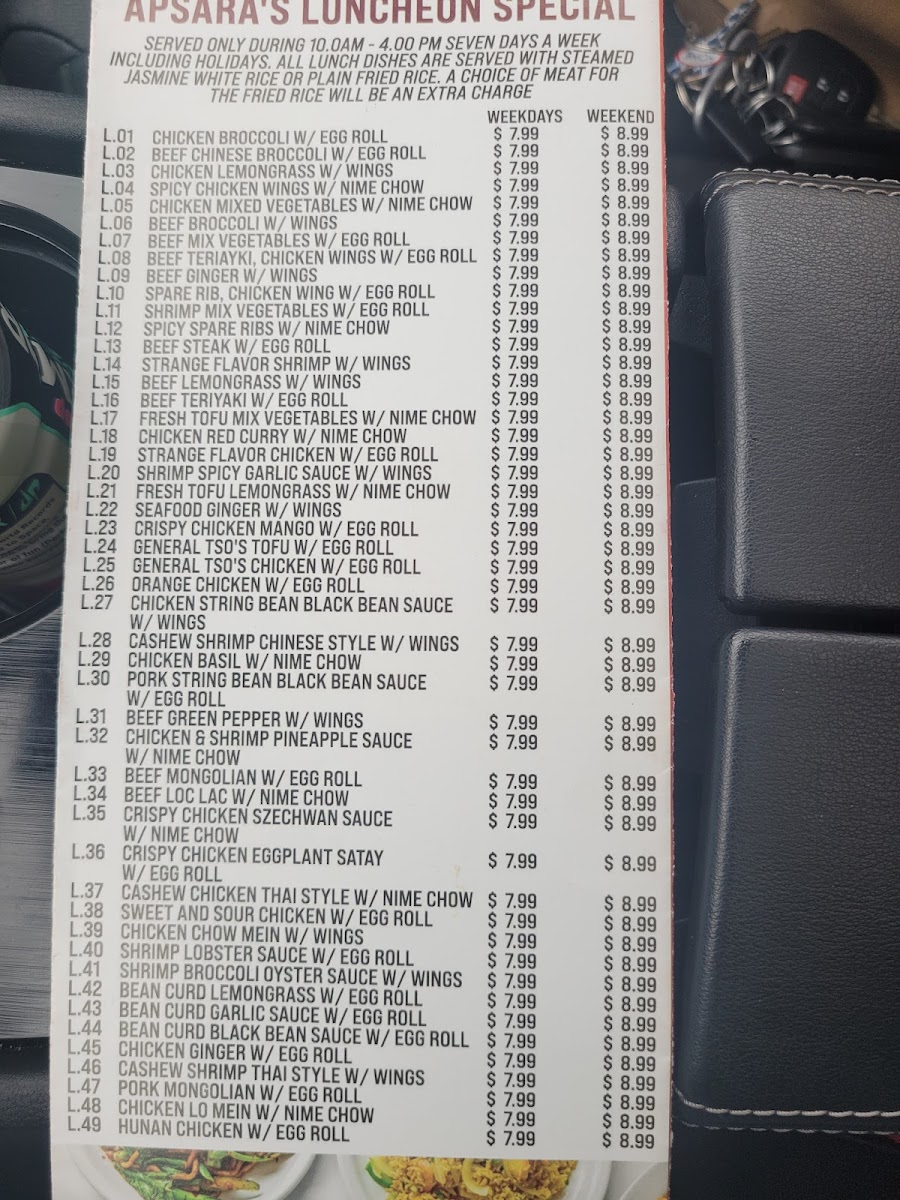 APSARA'S LUNCHEON SPECIAL
SERVED ONLY DURING 10.0AM - 4.00 PM SEVEN DAYS A WEEK
INCLUDING HOLIDAYS. ALL LUNCH DISHES ARE SERVED WITH STEAMED
JASMINE WHITE RICE OR PLAIN FRIED RICE. A CHOICE OF MEAT FOR
THE FRIED RICE WILL BE AN EXTRA CHARGE
WEEKDAYS WEEKEND
L.01 CHICKEN BROCCOLI W/ EGG ROLL $ 7.99 $ 8.99
L.02 BEEF CHINESE BROCCOLI W/ EGG ROLL $ 7.99 $ 8.99
L.03 CHICKEN LEMONGRASS W/ WINGS $ 7.99 $ 8.99
L.04 SPICY CHICKEN WINGS W/ NIME CHOW $ 7.99 $ 8.99
L.05 CHICKEN MIXED VEGETABLES W/ NIME CHOW $ 7.99 $ 8.99
L.06 BEEF BROCCOLI W/ WINGS $ 7.99 $ 8.99
L.07 BEEF MIX VEGETABLES W/ EGG ROLL $ 7.99 $ 8.99
L.08 BEEF TERIAYKI, CHICKEN WINGS W/ EGG ROLL $ 7.99 $ 8.99
L.09 BEEF GINGER W/ WINGS $ 7.99 $ 8.99
L.10 SPARE RIB, CHICKEN WING W/ EGG ROLL $ 7.99 $ 8.99
L.11 SHRIMP MIX VEGETABLES W/ EGG ROLL $ 7.99 $ 8.99
L.12 SPICY SPARE RIBS W/ NIME CHOW $ 7.99 $ 8.99
L.13 BEEF STEAK W/ EGG ROLL $ 7.99 $ 8.99
L.14 STRANGE FLAVOR SHRIMP W/ WINGS $ 7.99 $ 8.99
L.15 BEEF LEMONGRASS W/ WINGS $ 7.99 $ 8.99
L.16 BEEF TERIYAKI W/ EGG ROLL $ 7.99 $ 8.99
L.17 FRESH TOFU MIX VEGETABLES W/ NIME CHOW $ 7.99 $ 8.99
L.18 CHICKEN RED CURRY W/ NIME CHOW $ 7.99 $ 8.99
L.19 STRANGE FLAVOR CHICKEN W/ EGG ROLL $ 7.99 $ 8.99
L.20 SHRIMP SPICY GARLIC SAUCE W/ WINGS $ 7.99 $ 8.99
L.21 FRESH TOFU LEMONGRASS W/ NIME CHOW $ 7.99 $ 8.99
L.22 SEAFOOD GINGER W/ WINGS $ 7.99 $ 8.99
L.23 CRISPY CHICKEN MANGO W/ EGG ROLL $ 7.99 $ 8.99
L.24 GENERAL TSO'S TOFU W/ EGG ROLL $ 7.99 $ 8.99
L.25 GENERAL TSO'S CHICKEN W/ EGG ROLL $ 7.99 $ 8.99
L.26 ORANGE CHICKEN W/ EGG ROLL $ 7.99 $ 8.99
L.27 CHICKEN STRING BEAN BLACK BEAN SAUCE $ 7.99 $ 8.99
W/ WINGS
L.28 CASHEW SHRIMP CHINESE STYLE W/ WINGS $ 7.99 $ 8.99
L.29 CHICKEN BASIL W/ NIME CHOW $ 7.99 $ 8.99
L.30 PORK STRING BEAN BLACK BEAN SAUCE $ 7.99 $ 8.99
W/ EGG ROLL
L.31 BEEF GREEN PEPPER W/ WINGS $ 7.99 $ 8.99
L.32 CHICKEN & SHRIMP PINEAPPLE SAUCE $ 7.99 $ 8.99
W/ NIME CHOW
L.33 BEEF MONGOLIAN W/ EGG ROLL $ 7.99 $ 8.99
L.34 BEEF LOC LAC W/ NIME CHOW $ 7.99 $ 8.99
L.35 CRISPY CHICKEN SZECHWAN SAUCE $ 7.99 $ 8.99
W/ NIME CHOW
L.36 CRISPY CHICKEN EGGPLANT SATAY $ 7.99 $ 8.99
W/ EGG ROLL
L.37 CASHEW CHICKEN THAI STYLE W/ NIME CHOW $ 7.99 $ 8.99
L.38 SWEET AND SOUR CHICKEN W/ EGG ROLL $ 7.99 $ 8.99
L.39 CHICKEN CHOW MEIN W/ WINGS $ 7.99 $ 8.99
L.40 SHRIMP LOBSTER SAUCE W/ EGG ROLL $ 7.99 $ 8.99
L.41 SHRIMP BROCCOLI OYSTER SAUCE W/ WINGS $ 7.99 $ 8.99
L.42 BEAN CURD LEMONGRASS W/ EGG ROLL $ 7.99 $ 8.99
L.43 BEAN CURD GARLIC SAUCE W/ EGG ROLL $ 7.99 $ 8.99
L.44 BEAN CURD BLACK BEAN SAUCE W/ EGG ROLL $ 7.99 $ 8.99
L.45 CHICKEN GINGER W/ EGG ROLL $ 7.99 $ 8.99
L.46 CASHEW SHRIMP THAI STYLE W/ WINGS $ 7.99 $ 8.99
L.47 PORK MONGOLIAN W/ EGG ROLL $ 7.99 $ 8.99
L.48 CHICKEN LO MEIN W/ NIME CHOW $ 7.99 $ 8.99
L.49 HUNAN CHICKEN W/ EGG ROLL $ 7.99 $ 8.99